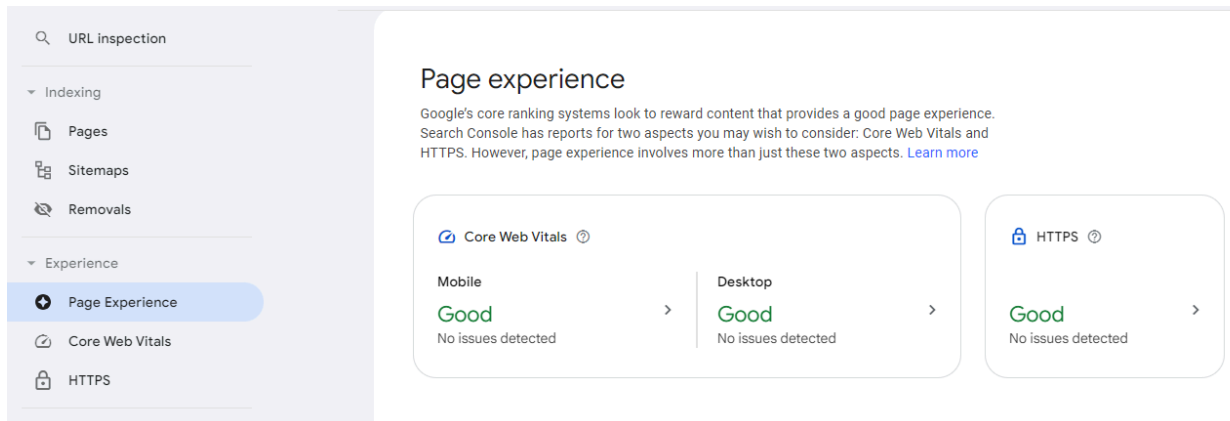 URL inspection
Indexing
Pages
Sitemaps
Removals
Experience
Page Experience
Core Web Vitals
HTTPS
Page experience
Google's core ranking systems look to reward content that provides a good page experience.
Search Console has reports for two aspects you may wish to consider: Core Web Vitals and
HTTPS. However, page experience involves more than just these two aspects. Learn more
Core Web Vitals
Mobile
Good
No issues detected
Desktop
Good
No issues detected
HTTPS
Good
No issues detected